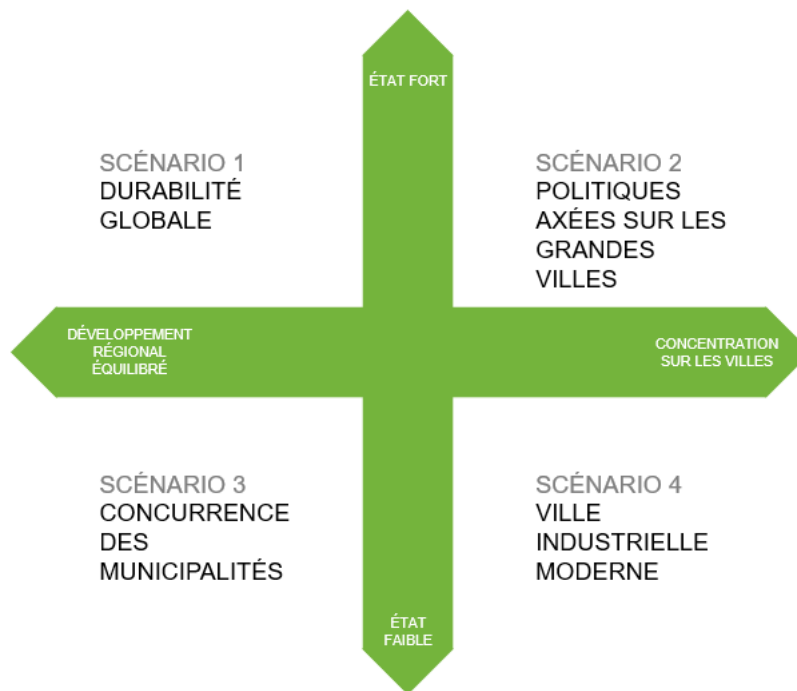 ÉTAT FORT
SCÉNARIO 1
DURABILITÉ
GLOBALE
SCÉNARIO 2
POLITIQUES
AXÉES SUR LES
GRANDES
VILLES
DÉVELOPPEMENT
RÉGIONAL
ÉQUILIBRÉ
CONCENTRATION
SUR LES VILLES
SCÉNARIO 3
CONCURRENCE
DES
MUNICIPALITÉS
SCÉNARIO 4
VILLE
INDUSTRIELLE
MODERNE
ÉTAT
FAIBLE